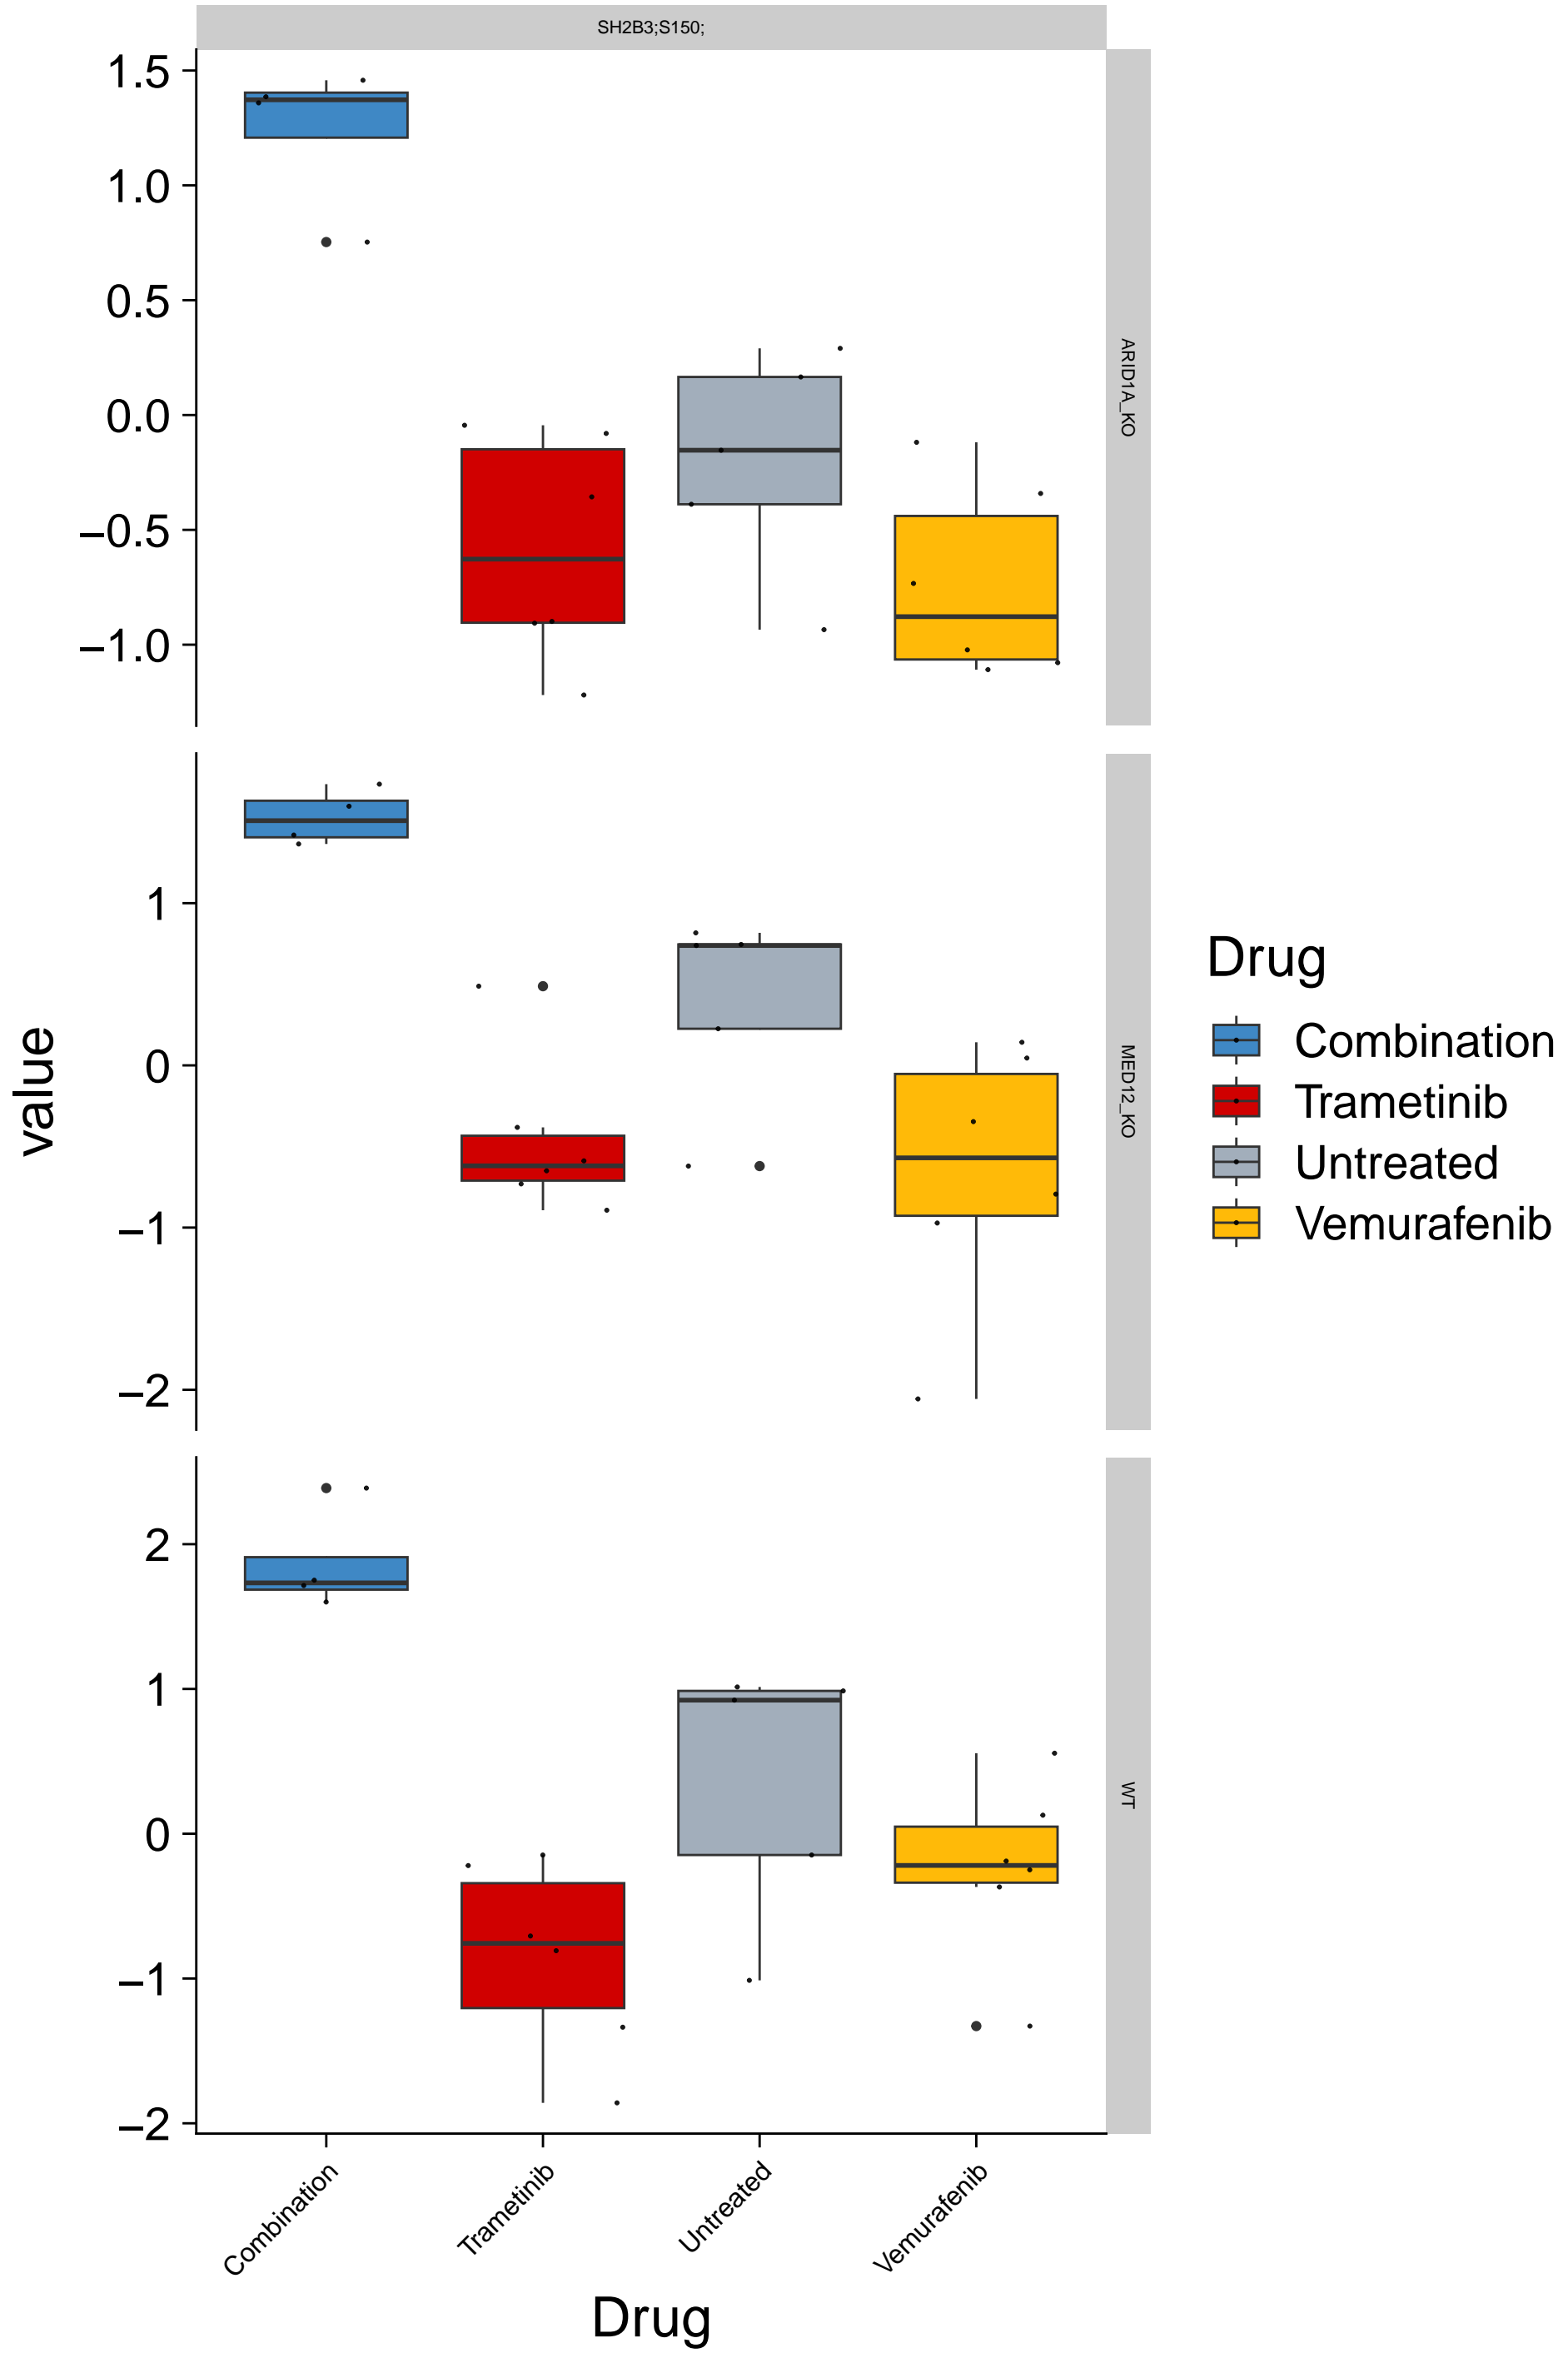 SH2B3;S150;
1.5
1.0
0.5
0.0
−0.5
−1.0
ARID1A_KO
1
0
−1
−2
MED12_KO
2
1
0
−1
−2
WT
value
Combination
Trametinib
Untreated
Vemurafenib
Drug
Drug
Combination
Trametinib
Untreated
Vemurafenib